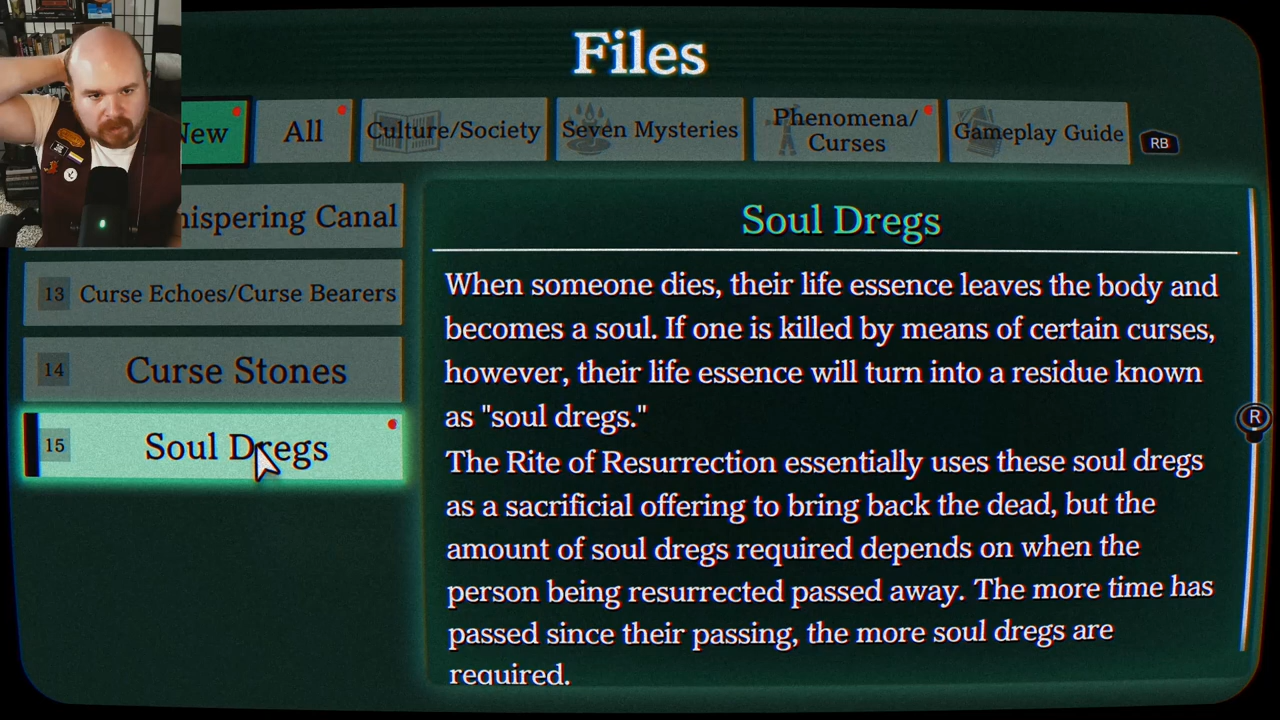 Files
New
All
Culture/Society
Seven Mysteries
Phenomena/
Curses
Gameplay Guide
RB
hispering Canal
13 Curse Echoes/Curse Bearers
14 Curse Stones
15 Soul Dregs
Soul Dregs
When someone dies, their life essence leaves the body and
becomes a soul. If one is killed by means of certain curses,
however, their life essence will turn into a residue known
as "soul dregs."
The Rite of Resurrection essentially uses these soul dregs
as a sacrificial offering to bring back the dead, but the
amount of soul dregs required depends on when the
person being resurrected passed away. The more time has
passed since their passing, the more soul dregs are
required.
R